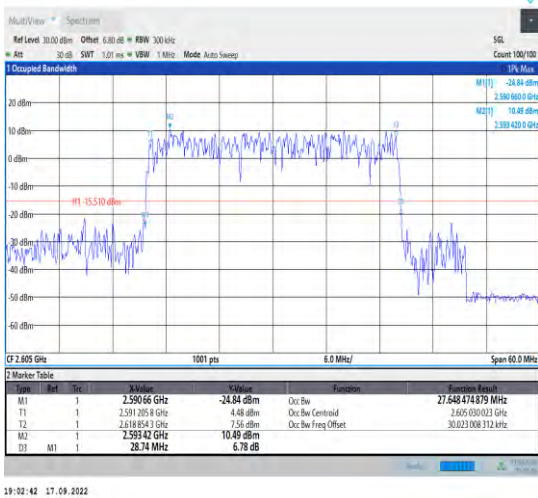 MultiView Spectrum
Ref Level 30.00 dBm Offset 6.80 dB RBW 300 kHz SGL
Att 30 dB SWT 1.01 ms VBW 1 MHz Mode Auto Sweep Count 100/100
1 Occupied Bandwidth 1Pk Max
M1[1] -24.84 dBm
2.590 660 0 GHz
M2[1] 10.49 dBm
2.593 420 0 GHz
20 dBm
M2
10 dBm
0 dBm
-10 dBm
H1 -15.510 dBm
-30 dBm
-40 dBm
-50 dBm
-60 dBm
CF 2.605 GHz 1001 pts 6.0 MHz/ Span 60.0 MHz
2 Marker Table
Type Ref Trc X-Value Y-Value Function Function Result
M1 1 2.590 66 GHz -24.84 dBm Occ Bw 27.648 474 879 MHz
T1 1 2.591 205 8 GHz 4.48 dBm Occ Bw Centroid 2.605 030 023 GHz
T2 1 2.618 854 3 GHz 7.56 dBm Occ Bw Freq Offset 30.023 008 312 kHz
M2 1 2.593 42 GHz 10.49 dBm
D3 M1 1 28.74 MHz 6.78 dB
19:02:42 17.09.2022